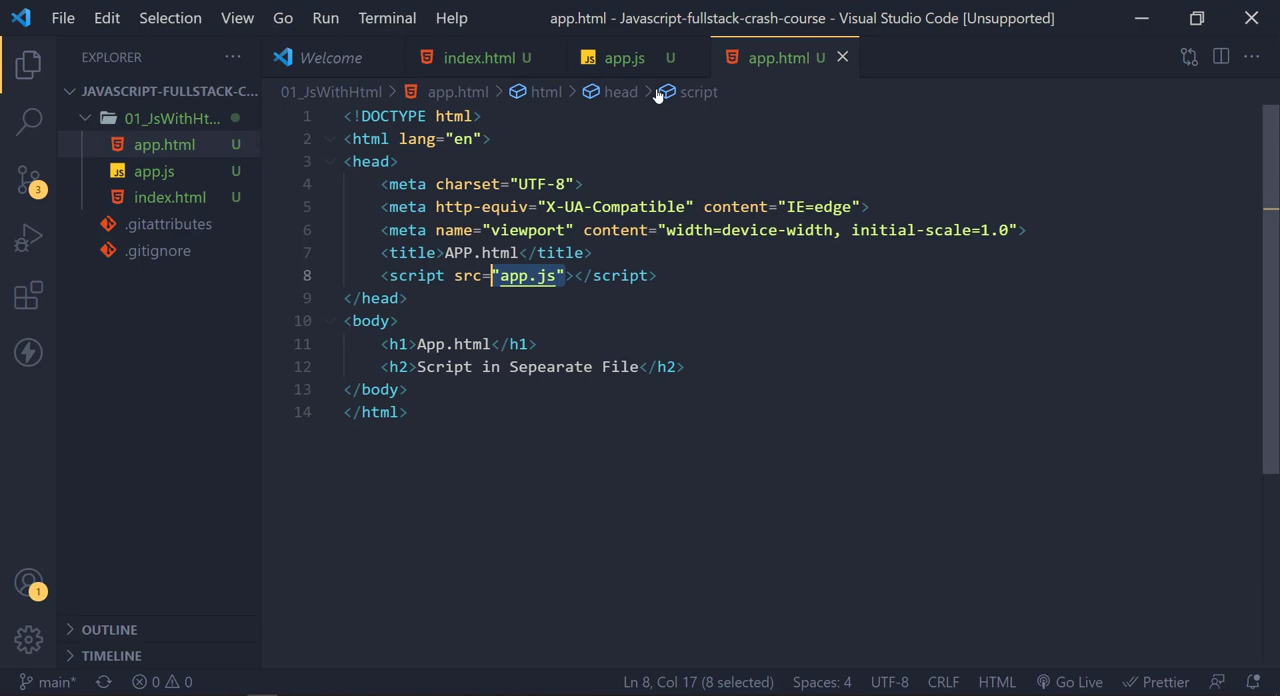 File Edit Selection View Go Run Terminal Help app.html - Javascript-fullstack-crash-course - Visual Studio Code [Unsupported]
EXPLORER ···
Welcome index.html U JS app.js U app.html U
JAVASCRIPT-FULLSTACK-C...
01_JsWithHt...
app.html U
JS app.js U
index.html U
.gitattributes
.gitignore
3
1
OUTLINE
TIMELINE
01_JsWithHtml > app.html > html > head > script
1 <!DOCTYPE html>
2 <html lang="en">
3 <head>
4 <meta charset="UTF-8">
5 <meta http-equiv="X-UA-Compatible" content="IE=edge">
6 <meta name="viewport" content="width=device-width, initial-scale=1.0">
7 <title>APP.html</title>
8 <script src="app.js"></script>
9 </head>
10 <body>
11 <h1>App.html</h1>
12 <h2>Script in Sepearate File</h2>
13 </body>
14 </html>
main* 0 0 Ln 8, Col 17 (8 selected) Spaces: 4 UTF-8 CRLF HTML Go Live Prettier